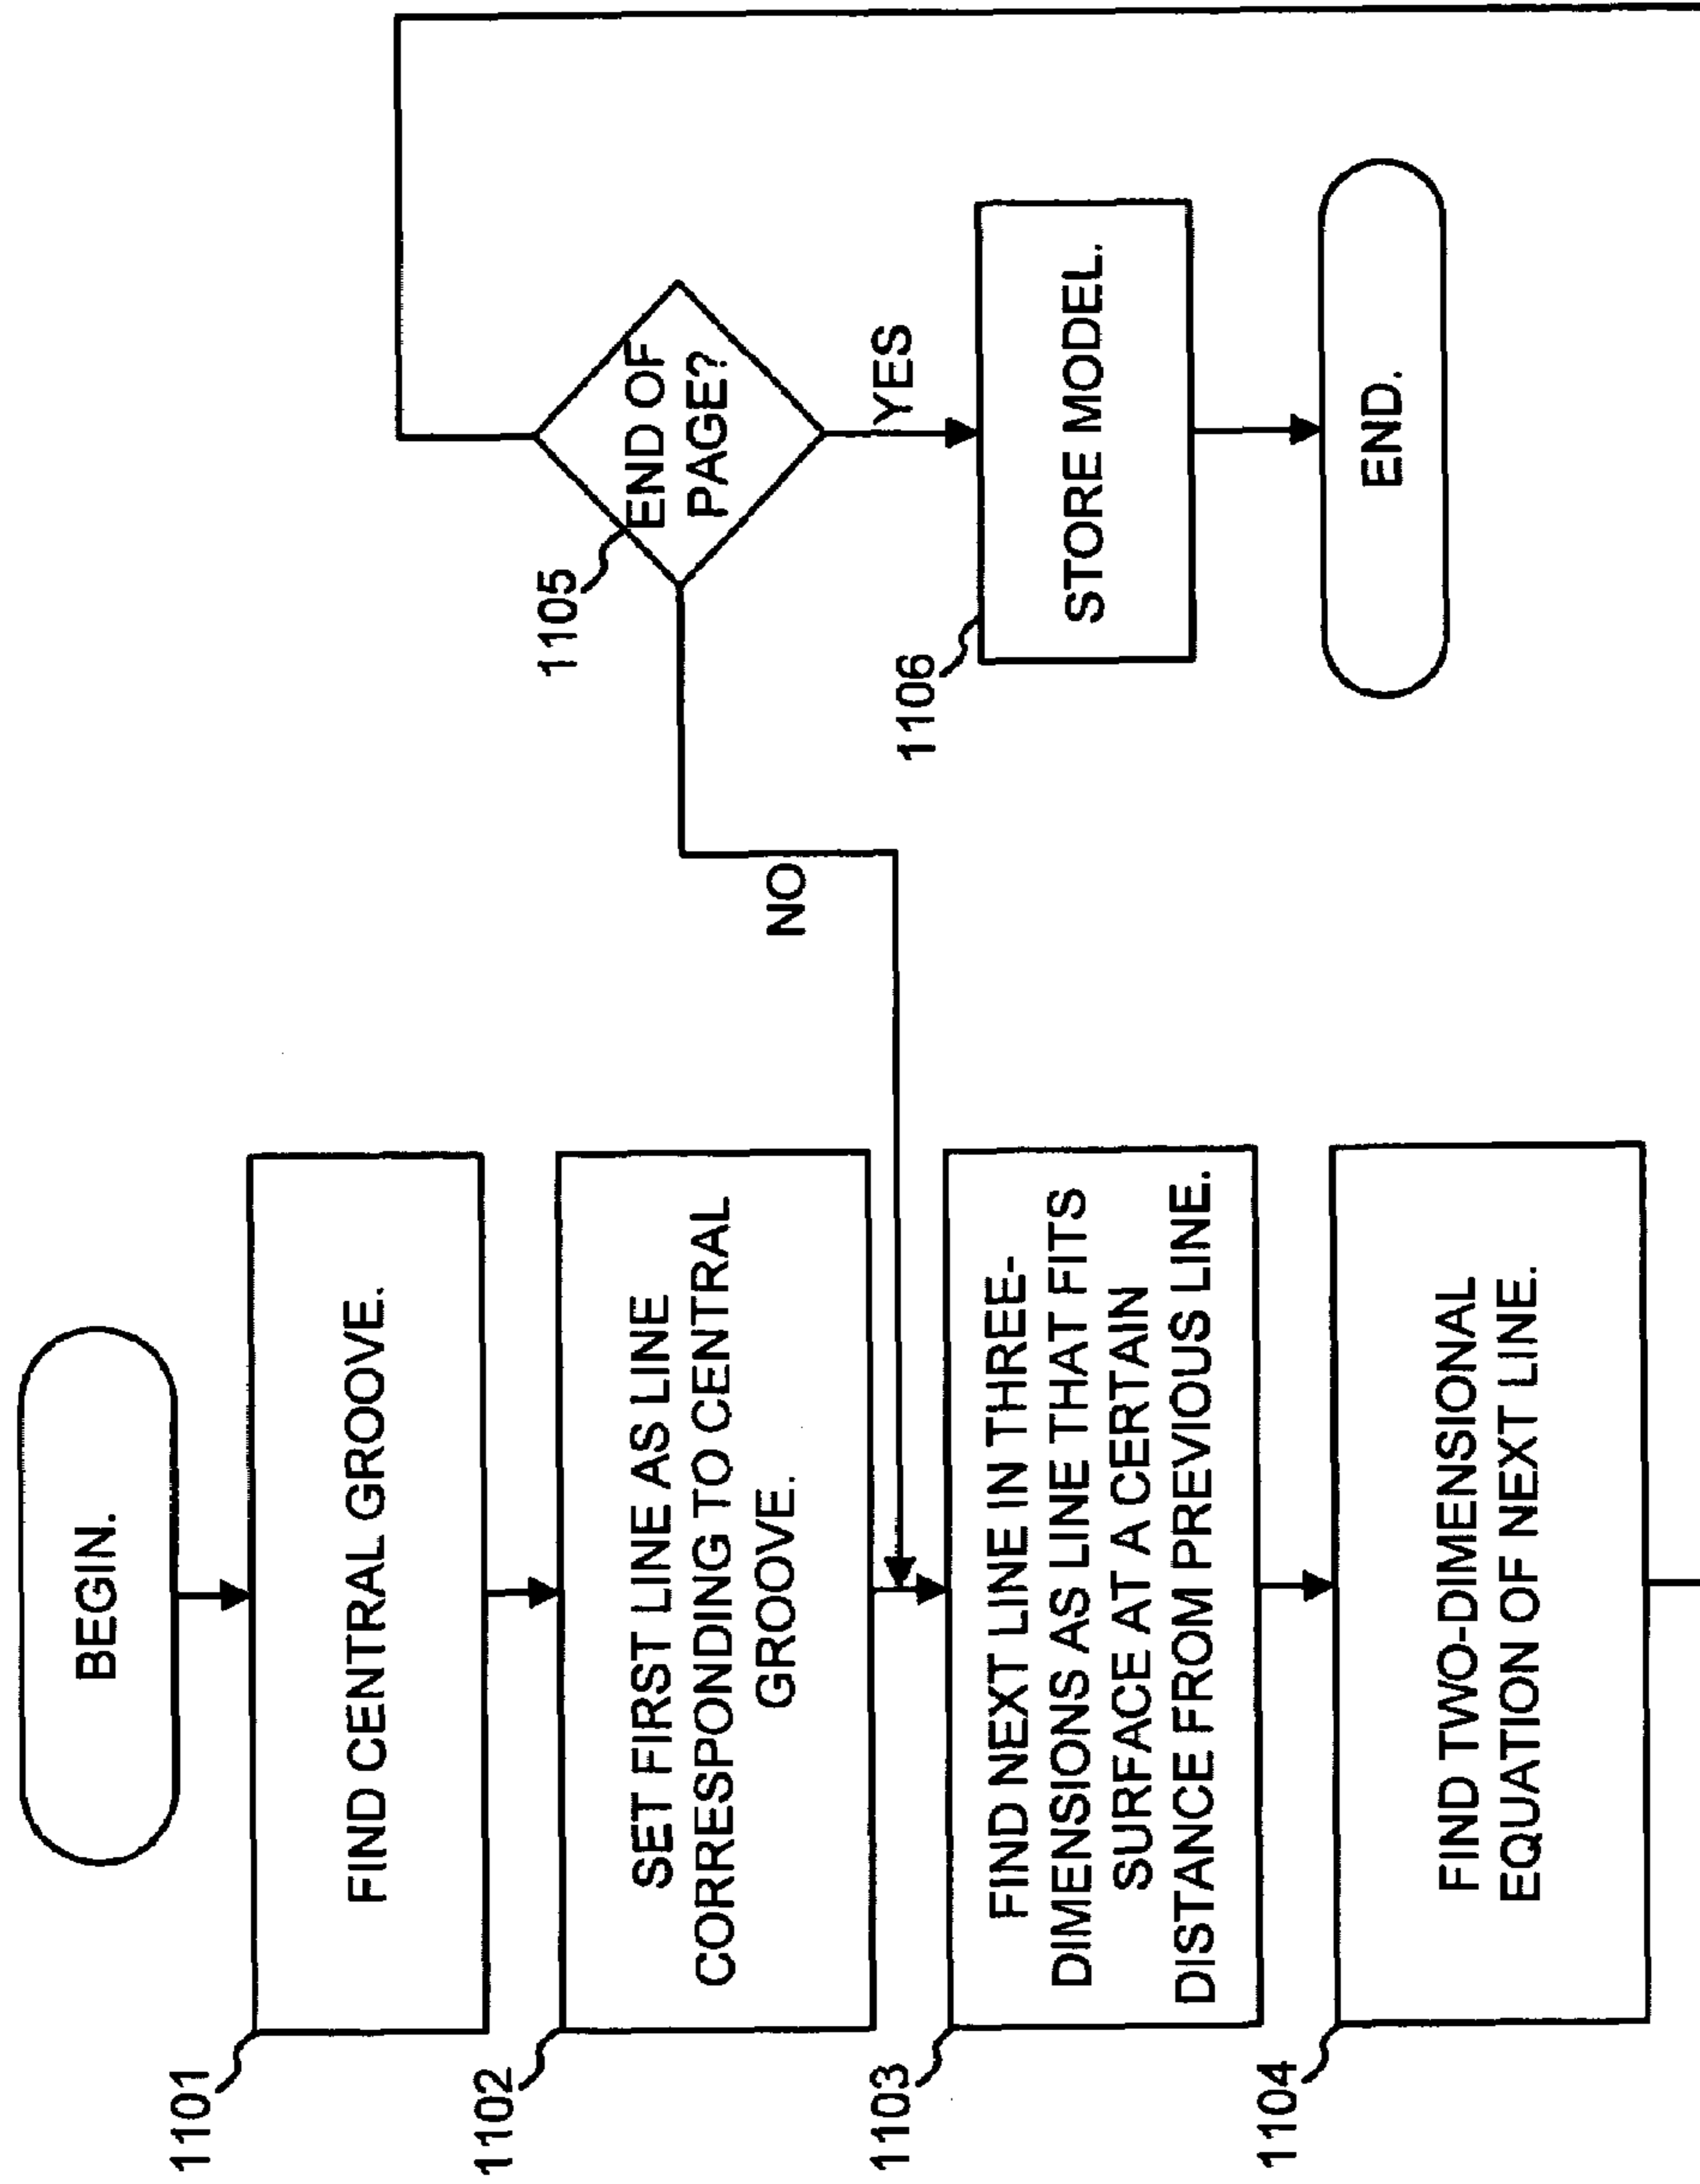 BEGIN.
1101
FIND CENTRAL GROOVE.
1102
SET FIRST LINE AS LINE
CORRESPONDING TO CENTRAL
GROOVE.
1103
FIND NEXT LINE IN THREE-
DIMENSIONS AS LINE THAT FITS
SURFACE AT A CERTAIN
DISTANCE FROM PREVIOUS LINE.
1104
FIND TWO-DIMENSIONAL
EQUATION OF NEXT LINE.
1105
END OF
PAGE?
NO
YES
1106
STORE MODEL.
END.